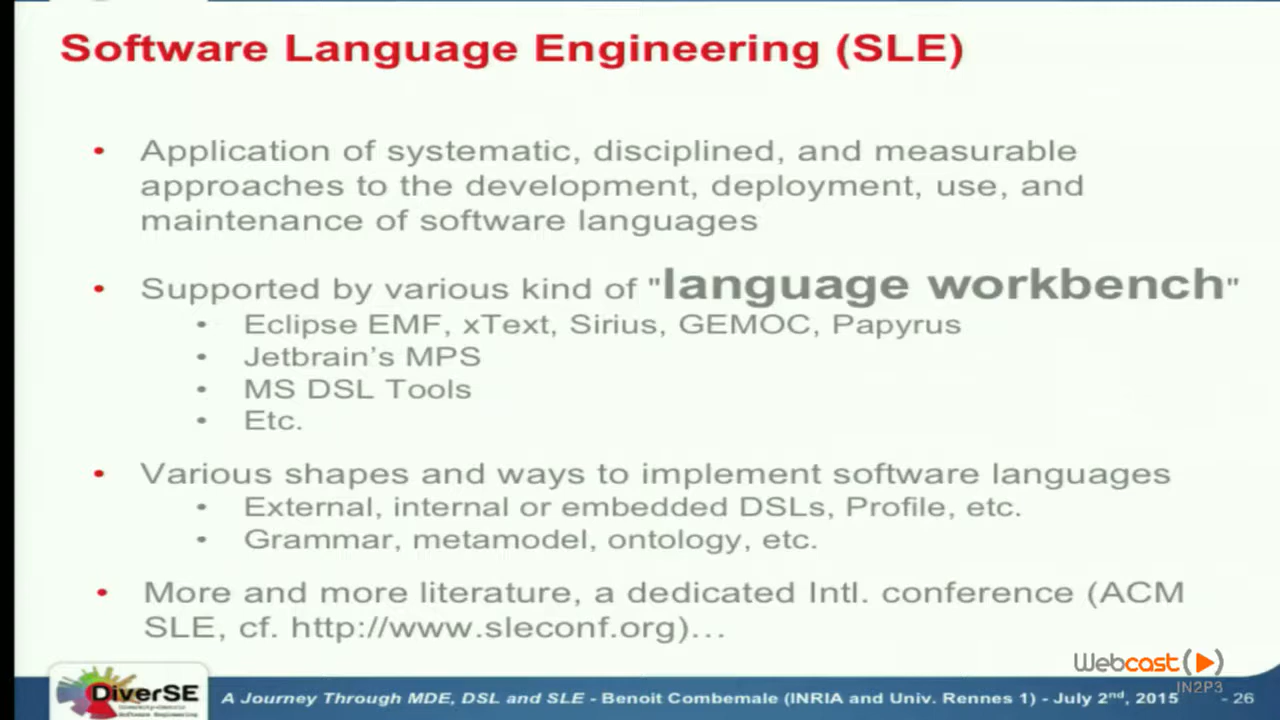 Software Language Engineering (SLE)
• Application of systematic, disciplined, and measurable
approaches to the development, deployment, use, and
maintenance of software languages
• Supported by various kind of "language workbench"
• Eclipse EMF, xText, Sirius, GEMOC, Papyrus
• Jetbrain's MPS
• MS DSL Tools
• Etc.
• Various shapes and ways to implement software languages
• External, internal or embedded DSLs, Profile, etc.
• Grammar, metamodel, ontology, etc.
• More and more literature, a dedicated Intl. conference (ACM
SLE, cf. http://www.sleconf.org)...
Webcast
IN2P3
DiverSE
Diversity-centric
Software Engineering
A Journey Through MDE, DSL and SLE - Benoit Combemale (INRIA and Univ. Rennes 1) - July 2nd, 2015 - 26